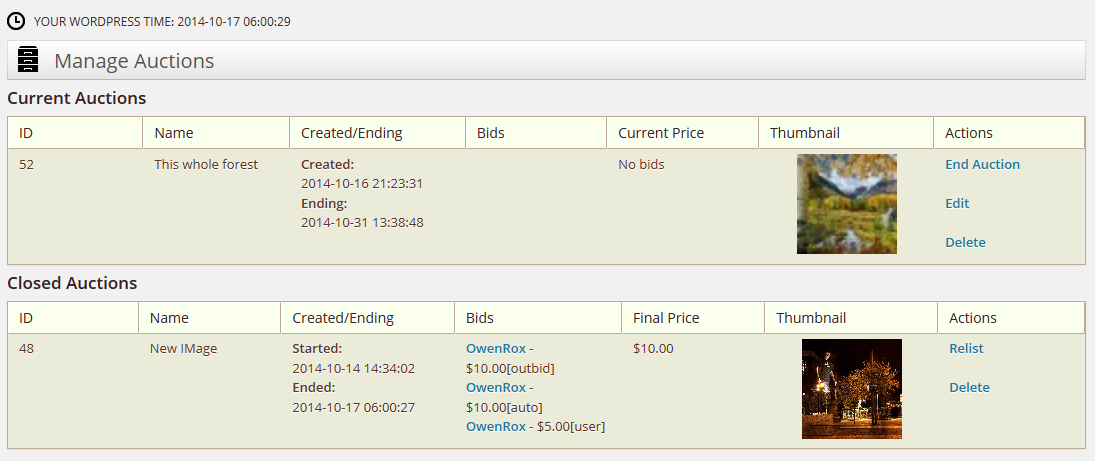 YOUR WORDPRESS TIME: 2014-10-17 06:00:29
Manage Auctions
Current Auctions
ID Name Created/Ending Bids Current Price Thumbnail Actions
52 This whole forest Created: No bids End Auction
2014-10-16 21:23:31
Ending: Edit
2014-10-31 13:38:48
Delete
Closed Auctions
ID Name Created/Ending Bids Final Price Thumbnail Actions
48 New IMage Started: OwenRox - $10.00 Relist
2014-10-14 14:34:02 $10.00[outbid]
Ended: OwenRox - Delete
2014-10-17 06:00:27 $10.00[auto]
OwenRox - $5.00[user]